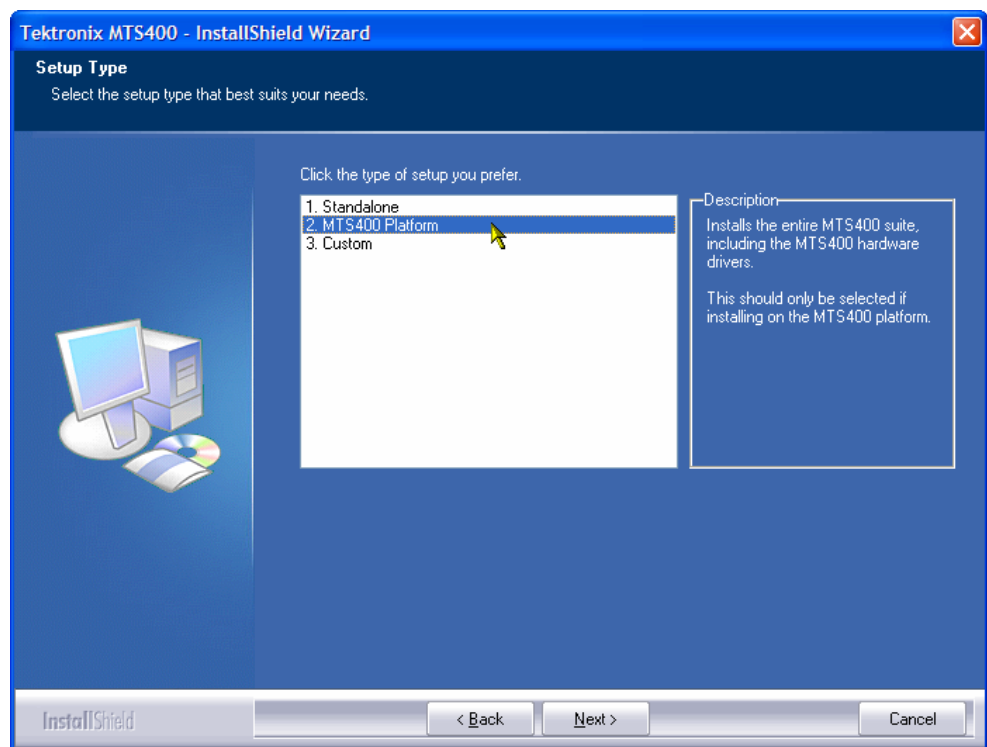 Tektronix MTS400 - InstallShield Wizard
Setup Type
Select the setup type that best suits your needs.
Click the type of setup you prefer.
1. Standalone
2. MTS400 Platform
3. Custom
Description
Installs the entire MTS400 suite,
including the MTS400 hardware
drivers.
This should only be selected if
installing on the MTS400 platform.
InstallShield
< Back
Next >
Cancel